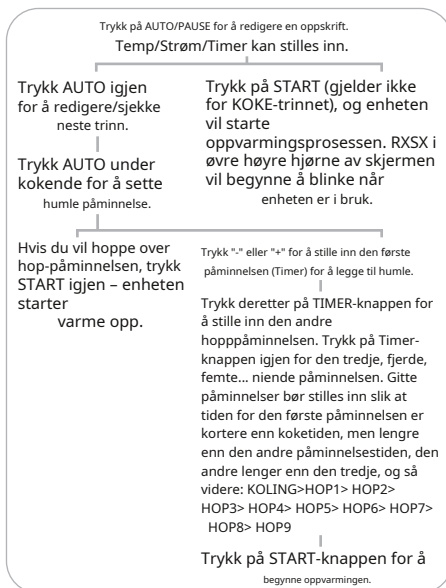 Trykk på AUTO/PAUSE for å redigere en oppskrift.
Temp/Strøm/Timer kan stilles inn.
Trykk AUTO igjen
for å redigere/sjekke
neste trinn.
Trykk AUTO under
kokende for å sette
humle påminnelse.
Trykk på START (gjelder ikke
for KOKE-trinnet), og enheten
vil starte
oppvarmingsprosessen. RXSX i
øvre høyre hjørne av skjermen
vil begynne å blinke når
enheten er i bruk.
Hvis du vil hoppe over
hop-påminnelsen, trykk
START igjen – enheten
starter
varme opp.
Trykk "-" eller "+" for å stille inn den første
påminnelsen (Timer) for å legge til humle.
Trykk deretter på TIMER-knappen for
å stille inn den andre
hopppåminnelsen. Trykk på Timer-
knappen igjen for den tredje, fjerde,
femte... niende påminnelsen. Gitte
påminnelser bør stilles inn slik at
tiden for den første påminnelsen er
kortere enn koketiden, men lengre
enn den andre påminnelsestiden, den
andre lenger enn den tredje, og så
videre: KOLING>HOP1> HOP2>
HOP3> HOP4> HOP5> HOP6> HOP7>
HOP8> HOP9
Trykk på START-knappen for å
begynne oppvarmingen.